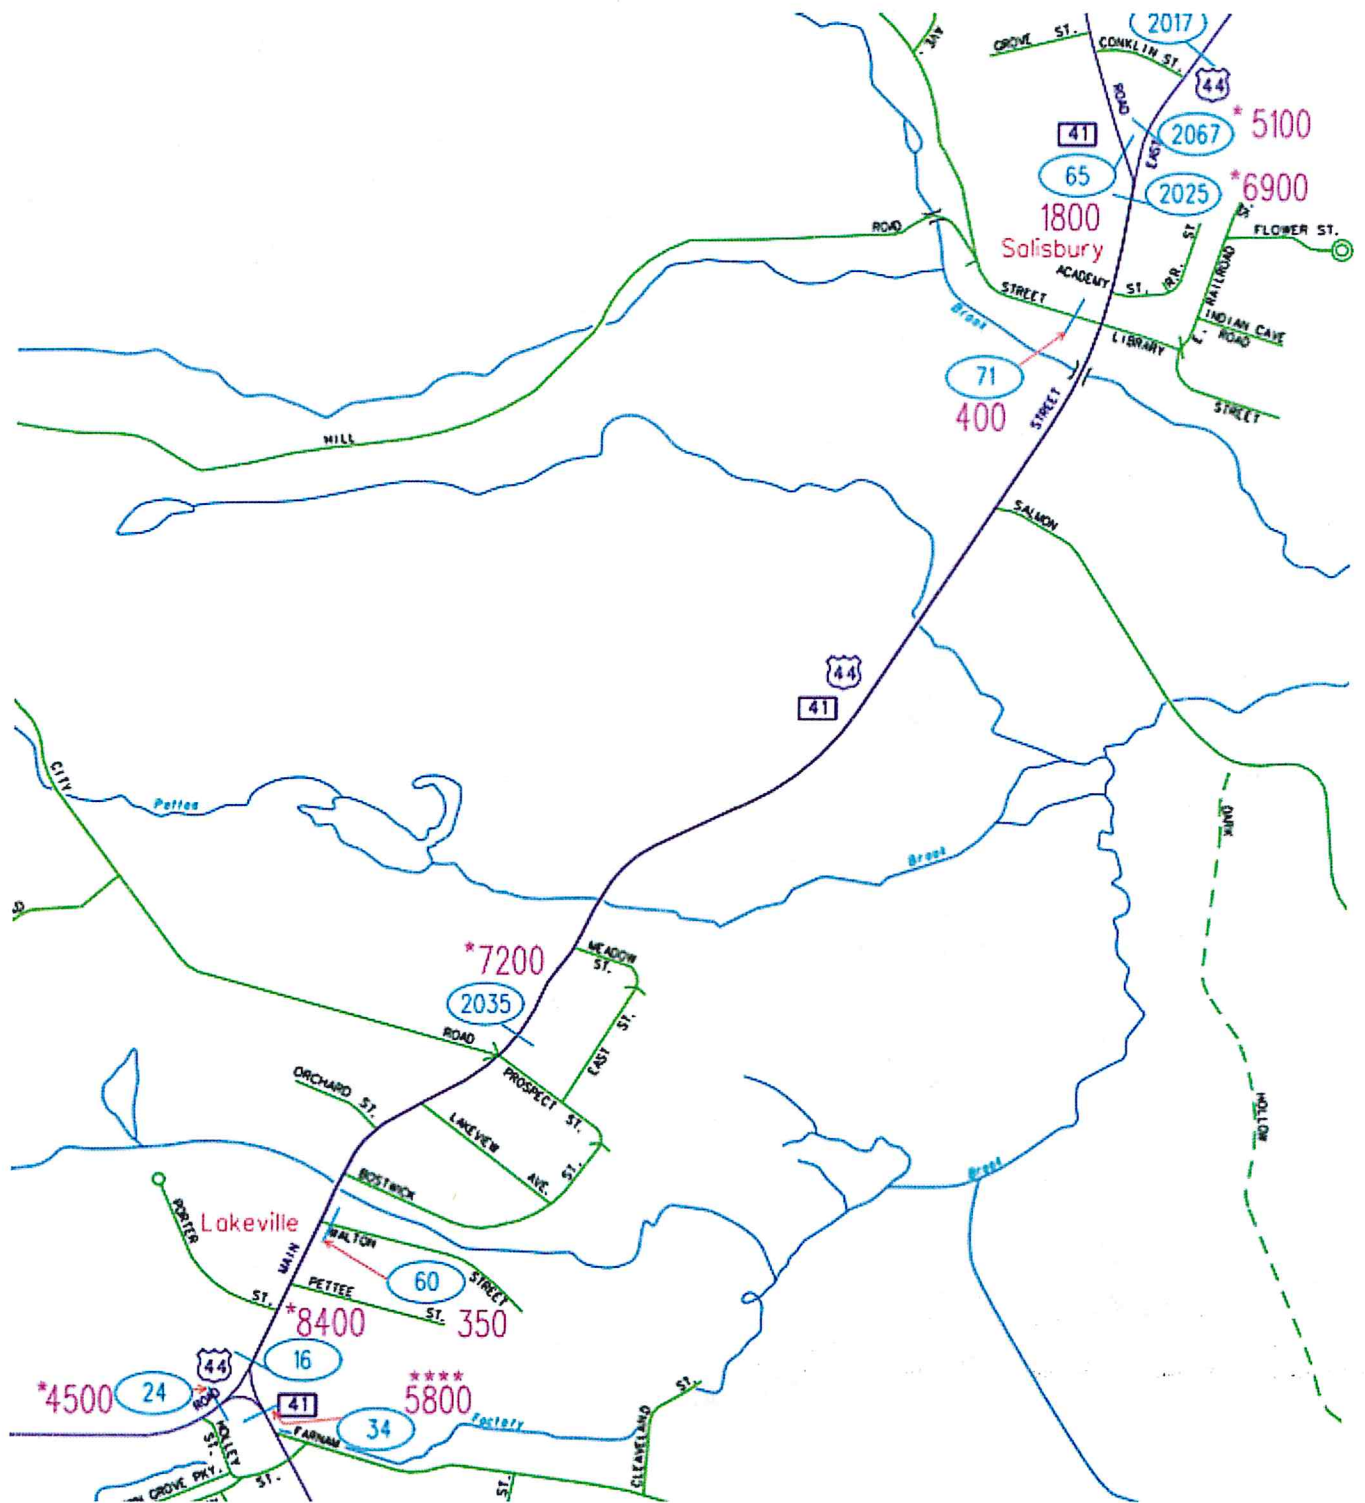 2017
AVE.
GROVE ST.
CONKLIN ST.
44
ROAD
41
2067
* 5100
EAST
65
2025
*6900
1800
Salisbury
ROAD
ST.
FLOWER ST.
ACADEMY ST.
R.R. ST
E. RAILROAD
STREET
Brook
INDIAN CAVE
ROAD
LIBRARY
71
400
STREET
STREET
HILL
SALMON
44
41
CITY
Pettee
DARK
Brook
*7200
MEADOW
ST.
2035
ROAD
EAST ST.
PROSPECT ST.
ORCHARD ST.
LAKEVIEW AVE.
ST.
HOLLOW
BOSTWICK
Brook
PORTER ST.
Lakeville
WALTON STREET
MAIN
60
PETTEE ST.
350
*8400
16
44
*4500
24
ROAD
41
****
5800
ST.
34
Factory
HOLLEY
ST.
FARNAM
CLEAVELAND
GROVE PKY.
ST.
ST.